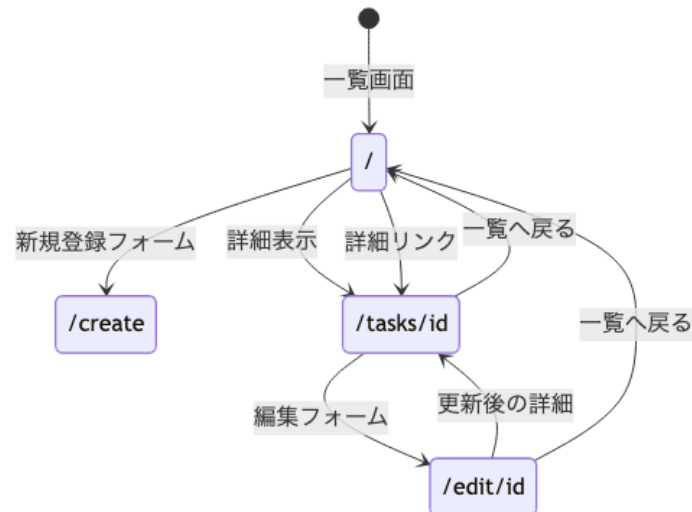 一覧画面
/
新規登録フォーム
詳細表示
詳細リンク
一覧へ戻る
/create
/tasks/id
一覧へ戻る
編集フォーム
更新後の詳細
/edit/id